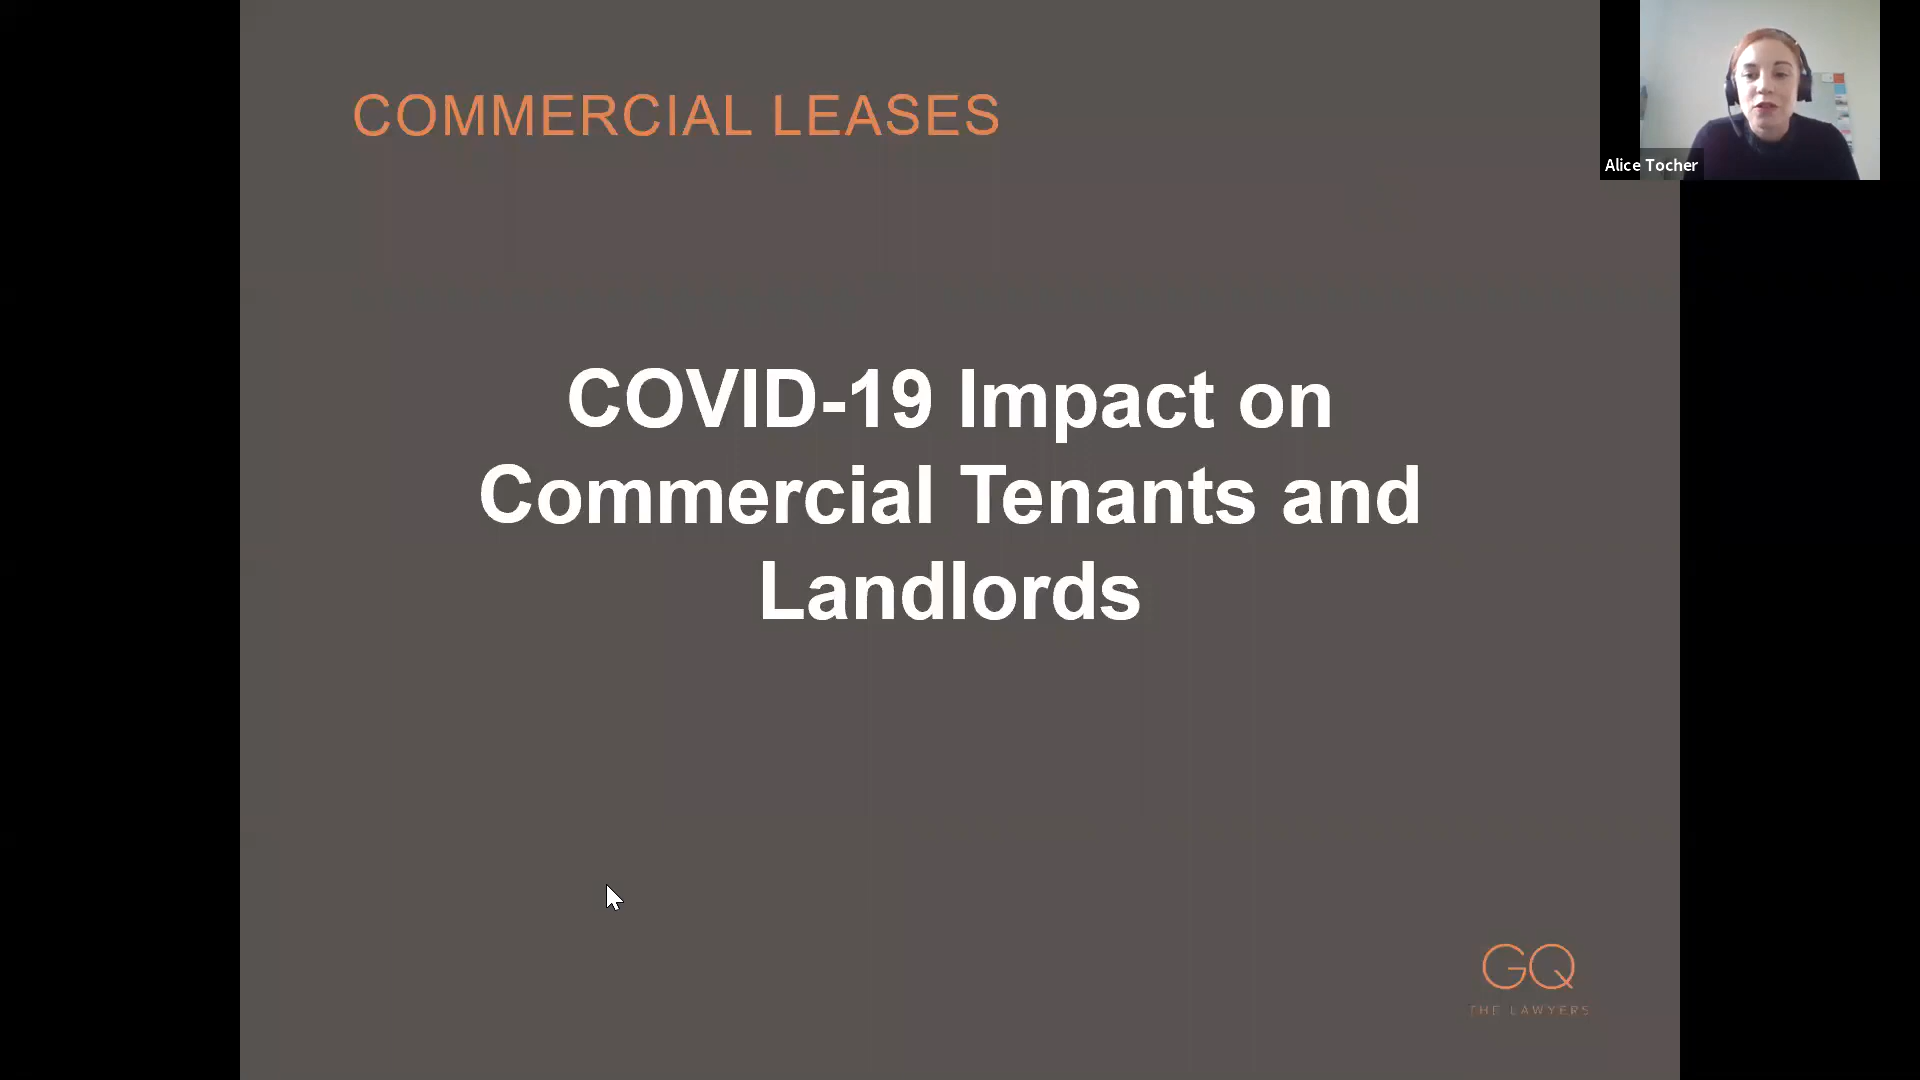 COMMERCIAL LEASES
Alice Tocher
COVID-19 Impact on
Commercial Tenants and
Landlords
GQ
THE LAWYERS